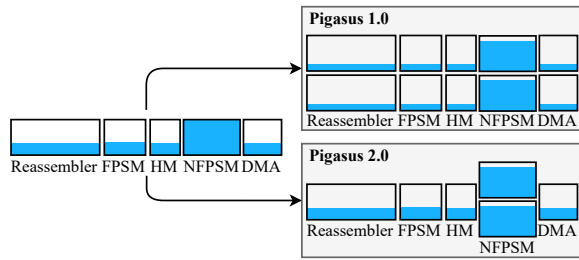 Pigasus 1.0
Reassembler FPSM HM NFPSM DMA
Reassembler FPSM HM NFPSM DMA
Pigasus 2.0
Reassembler FPSM HM DMA
NFPSM